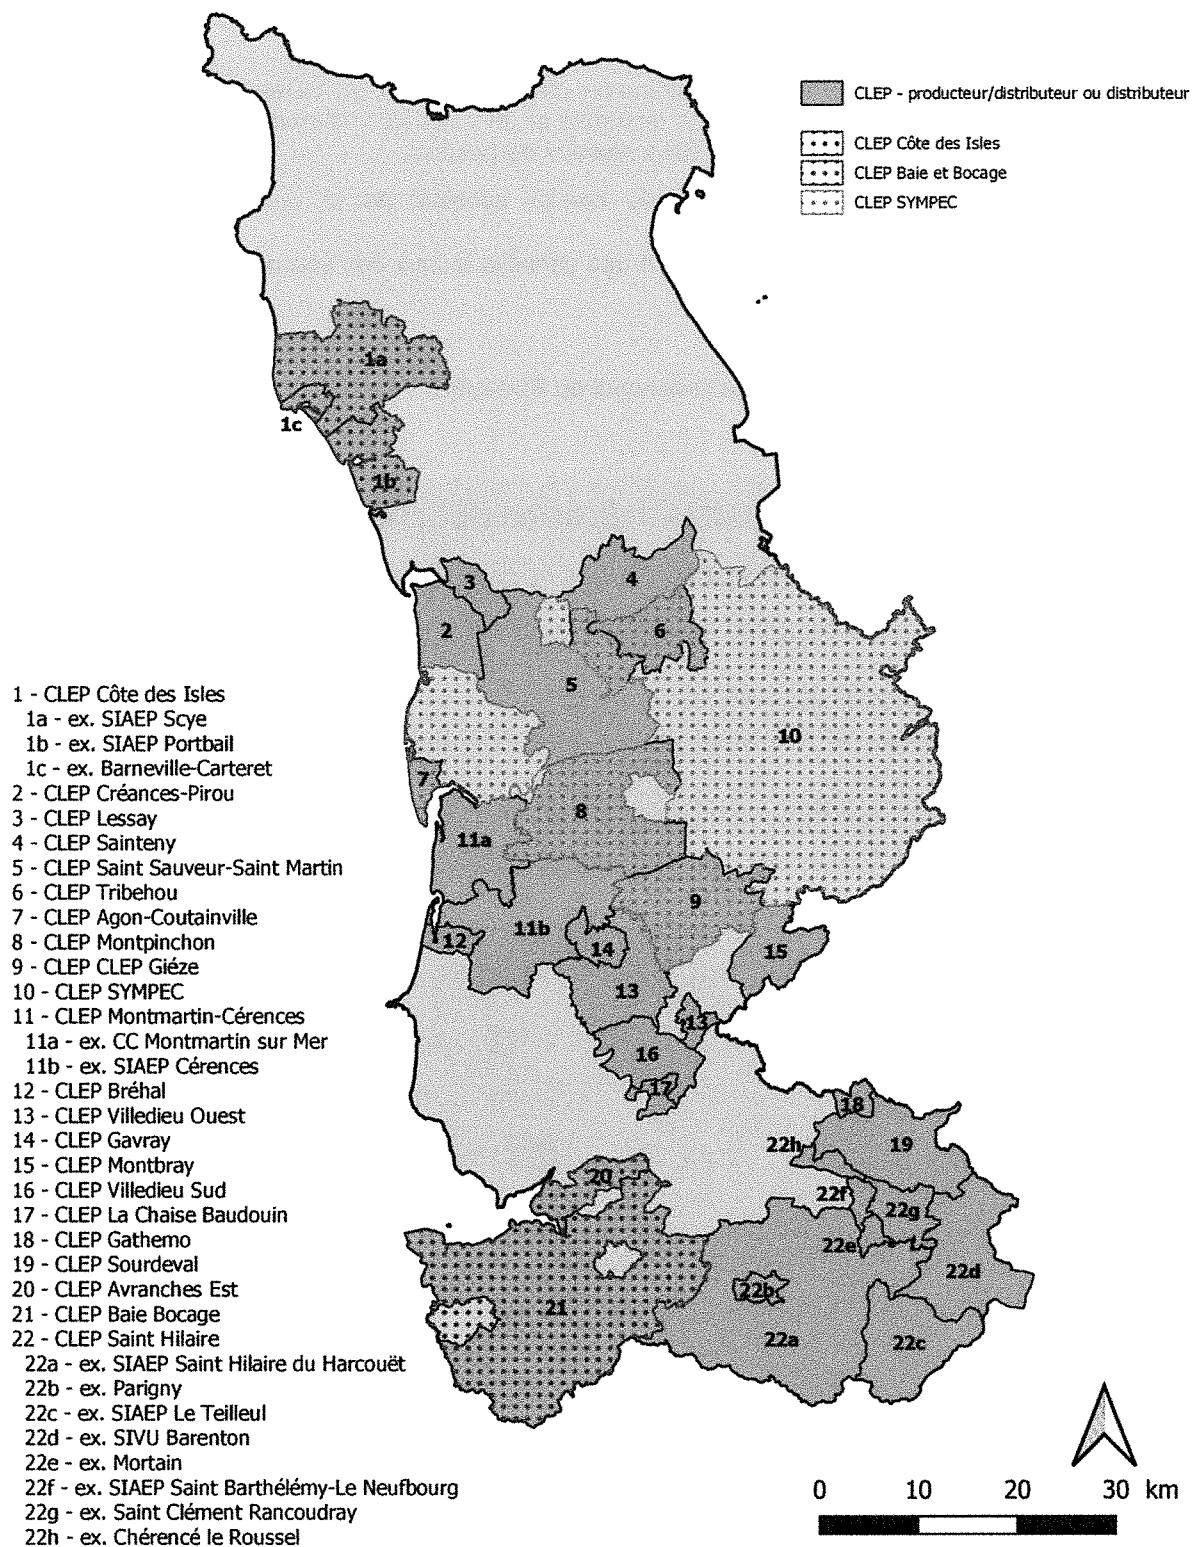 CLEP - producteur/distributeur ou distributeur
CLEP Côte des Isles
CLEP Baie et Bocage
CLEP SYMPEC
1a
1c
1b
3
4
2
6
5
10
7
8
11a
9
11b
12
14
15
13
13
16
17
18
19
22h
20
22f
22g
22e
22d
22b
21
22a
22c
1 - CLEP Côte des Isles
1a - ex. SIAEP Scye
1b - ex. SIAEP Portbail
1c - ex. Barneville-Carteret
2 - CLEP Créances-Pirou
3 - CLEP Lessay
4 - CLEP Sainteny
5 - CLEP Saint Sauveur-Saint Martin
6 - CLEP Tribehou
7 - CLEP Agon-Coutainville
8 - CLEP Montpinchon
9 - CLEP CLEP Giéze
10 - CLEP SYMPEC
11 - CLEP Montmartin-Cérences
11a - ex. CC Montmartin sur Mer
11b - ex. SIAEP Cérences
12 - CLEP Bréhal
13 - CLEP Villedieu Ouest
14 - CLEP Gavray
15 - CLEP Montbray
16 - CLEP Villedieu Sud
17 - CLEP La Chaise Baudouin
18 - CLEP Gathemo
19 - CLEP Sourdeval
20 - CLEP Avranches Est
21 - CLEP Baie Bocage
22 - CLEP Saint Hilaire
22a - ex. SIAEP Saint Hilaire du Harcouët
22b - ex. Parigny
22c - ex. SIAEP Le Teilleul
22d - ex. SIVU Barenton
22e - ex. Mortain
22f - ex. SIAEP Saint Barthélémy-Le Neufbourg
22g - ex. Saint Clément Rancoudray
22h - ex. Chérencé le Roussel
0 10 20 30 km